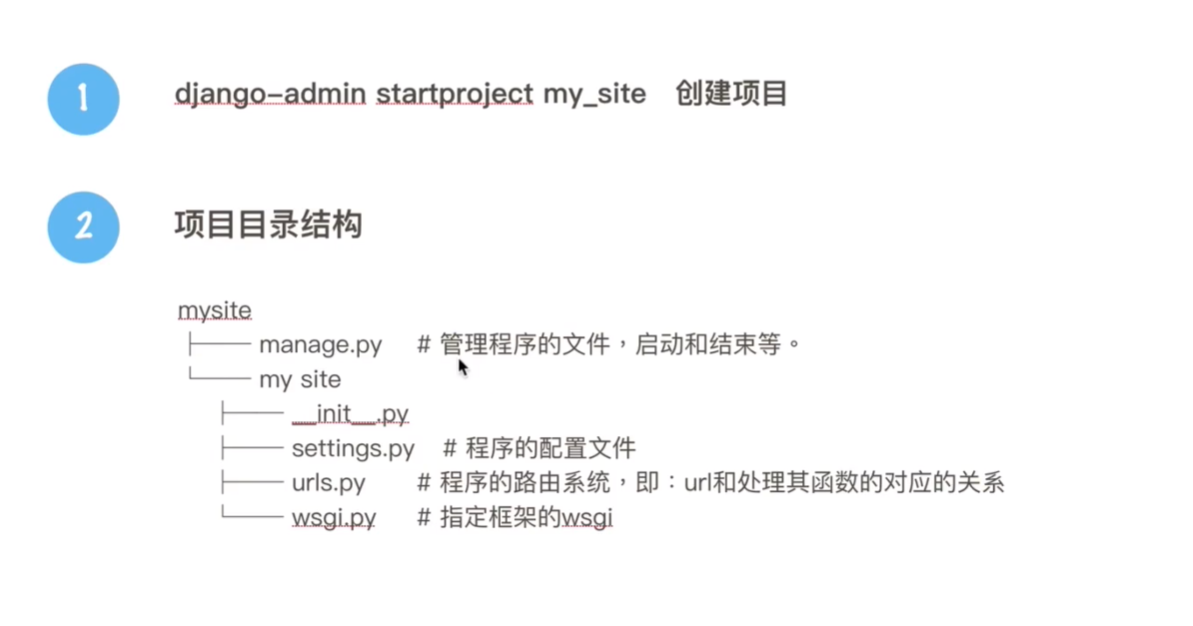 1
django-admin startproject my_site 创建项目
2
项目目录结构
mysite
├── manage.py # 管理程序的文件，启动和结束等。
└── my site
├── __init__.py
├── settings.py # 程序的配置文件
├── urls.py # 程序的路由系统，即：url和处理其函数的对应的关系
└── wsgi.py # 指定框架的wsgi